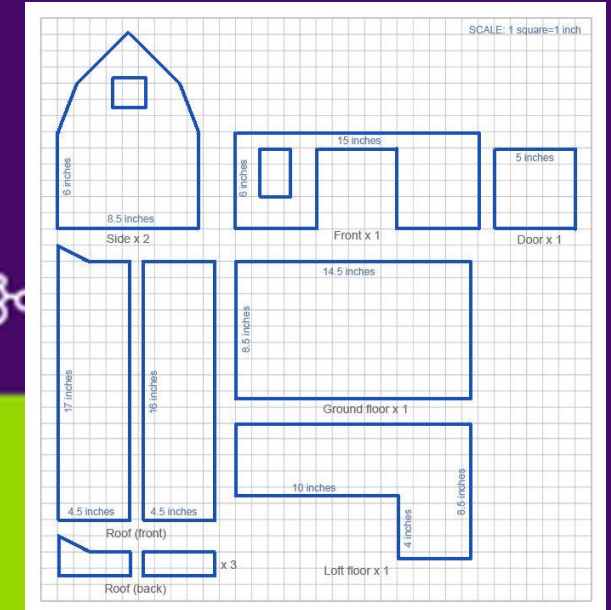 SCALE: 1 square=1 inch
6 inches
8.5 inches
Side x 2
15 inches
6 inches
Front x 1
5 inches
Door x 1
17 inches
4.5 inches
16 inches
4.5 inches
Roof (front)
14.5 inches
8.5 inches
Ground floor x 1
10 inches
4 inches
8.5 inches
Loft floor x 1
x 3
Roof (back)